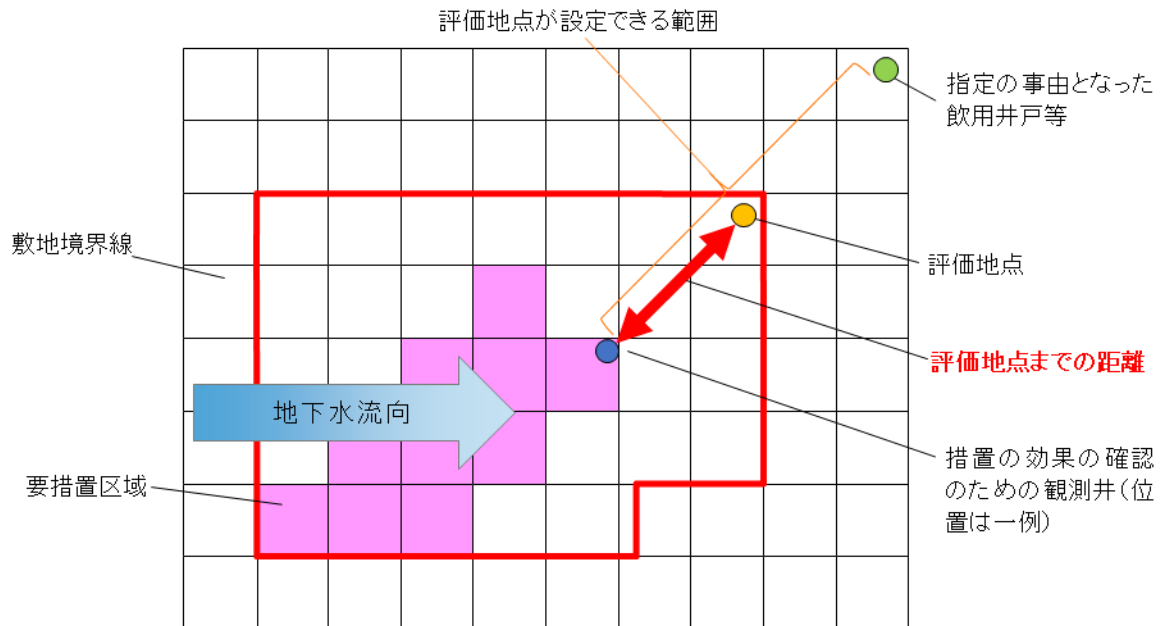 評価地点が設定できる範囲
指定の事由となった
飲用井戸等
敷地境界線
評価地点
評価地点までの距離
地下水流向
措置の効果の確認
のための観測井（位
置は一例）
要措置区域